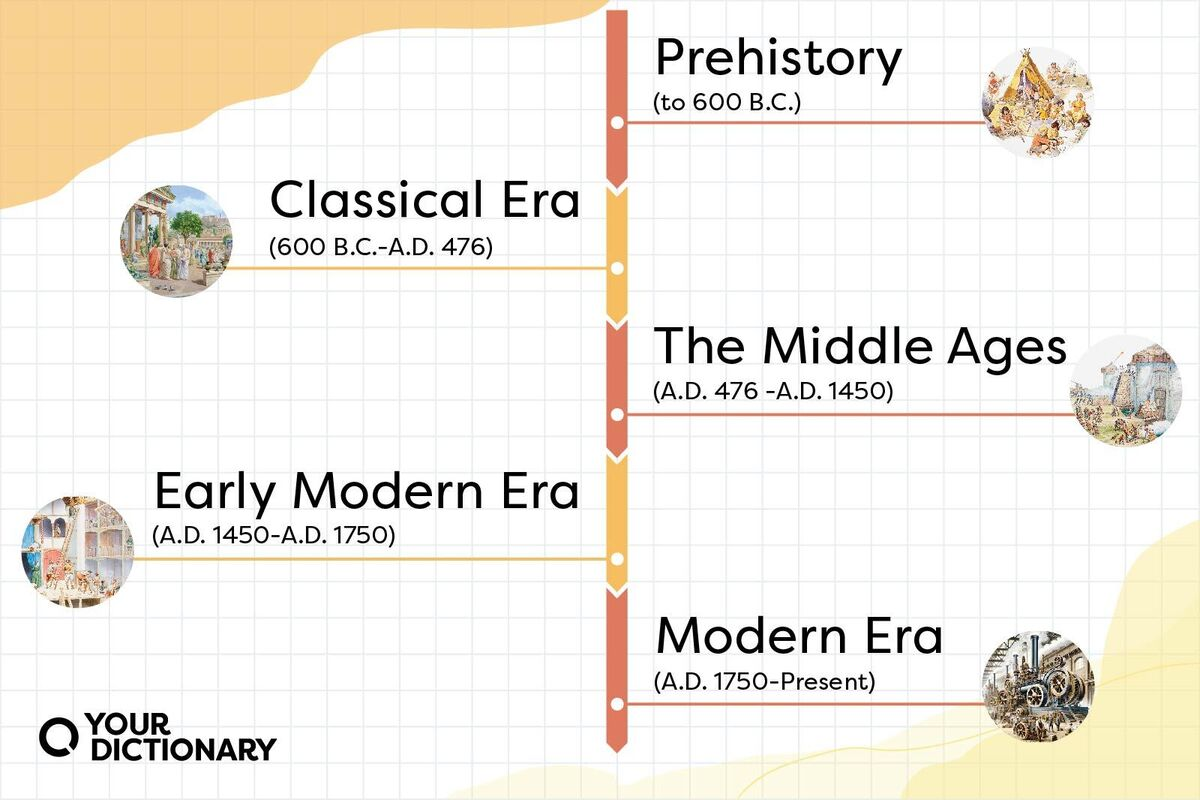 Prehistory
(to 600 B.C.)
Classical Era
(600 B.C.-A.D. 476)
The Middle Ages
(A.D. 476 -A.D. 1450)
Early Modern Era
(A.D. 1450-A.D. 1750)
Modern Era
(A.D. 1750-Present)
YOUR
DICTIONARY